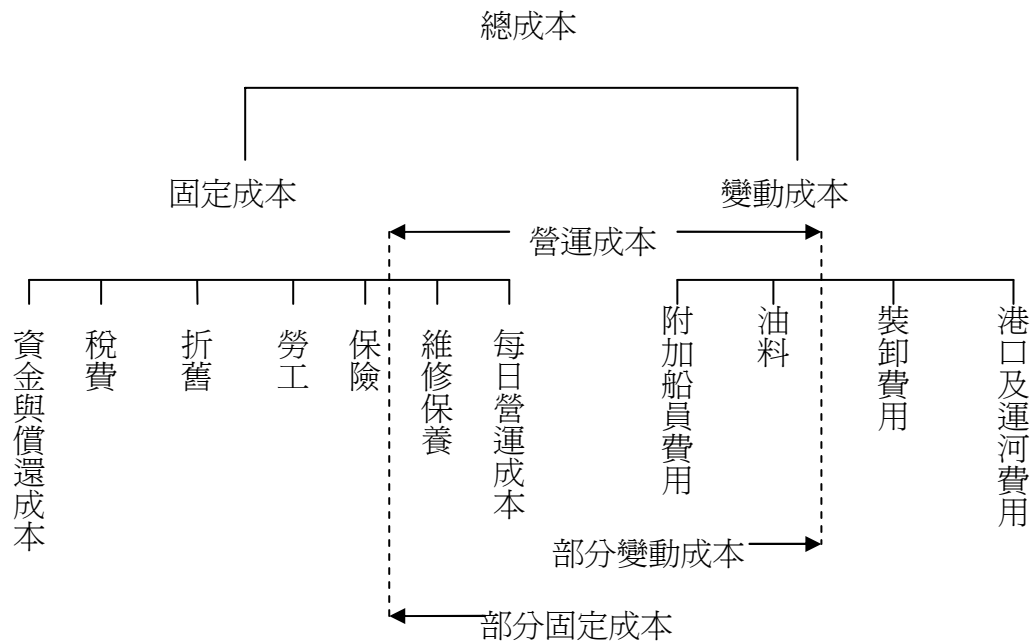 總成本
固定成本
變動成本
營運成本
資金與償還成本
稅費
折舊
勞工
保險
維修保養
每日營運成本
附加船員費用
油料
裝卸費用
港口及運河費用
部分變動成本
部分固定成本